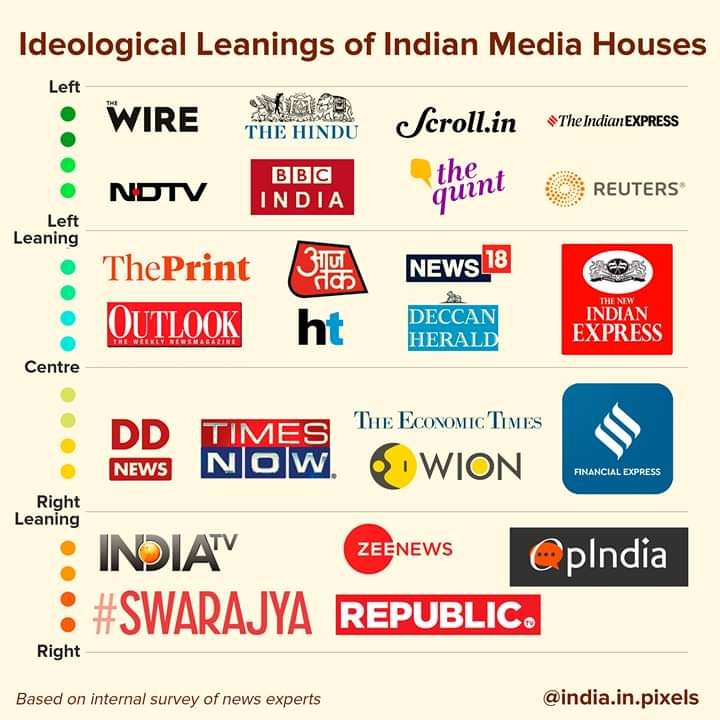 Ideological Leanings of Indian Media Houses
Left
THE WIRE
THE HINDU
Scroll.in
The Indian EXPRESS
NDTV
BBC
INDIA
the
quint
REUTERS®
Left
Leaning
ThePrint
आज
तक
NEWS 18
THE NEW
INDIAN
EXPRESS
OUTLOOK
THE WEEKLY NEWSMAGAZINE
ht
DECCAN
HERALD
Centre
DD
NEWS
TIMES
NOW
THE ECONOMIC TIMES
WION
FINANCIAL EXPRESS
Right
Leaning
INDIA TV
ZEE NEWS
OpIndia
#SWARAJYA
REPUBLIC. TV
Right
Based on internal survey of news experts
@india.in.pixels